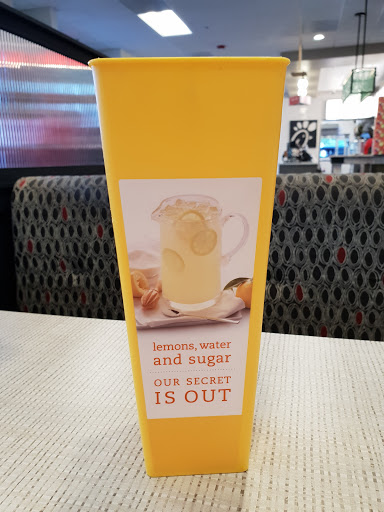 lemons, water
and sugar
OUR SECRET
IS OUT